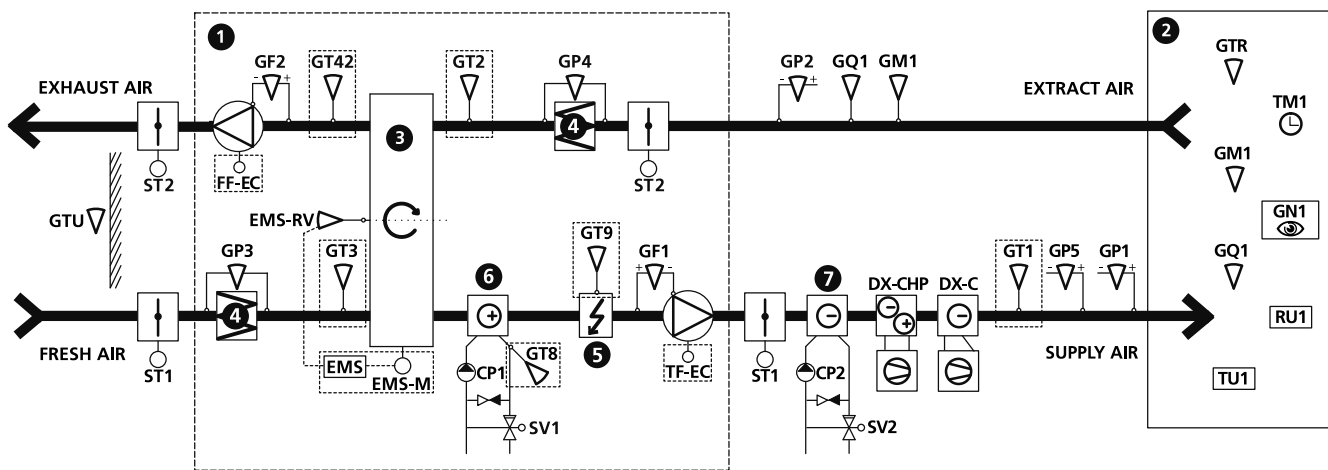 1
2
GF2
GT42
GT2
GP4
GP2
GQ1
GM1
GTR
- +
- +
EXHAUST AIR
EXTRACT AIR
TM1
4
3
ST2
FF-EC
ST2
GM1
GTU
EMS-RV
GN1
GP3
GT3
6
GT9
GF1
7
DX-CHP
DX-C
GT1
GP5
GP1
GQ1
+ -
- +
- +
4
+
-
-
+
-
FRESH AIR
5
SUPPLY AIR
RU1
ST1
EMS
EMS-M
CP1
GT8
TF-EC
ST1
CP2
TU1
SV1
SV2